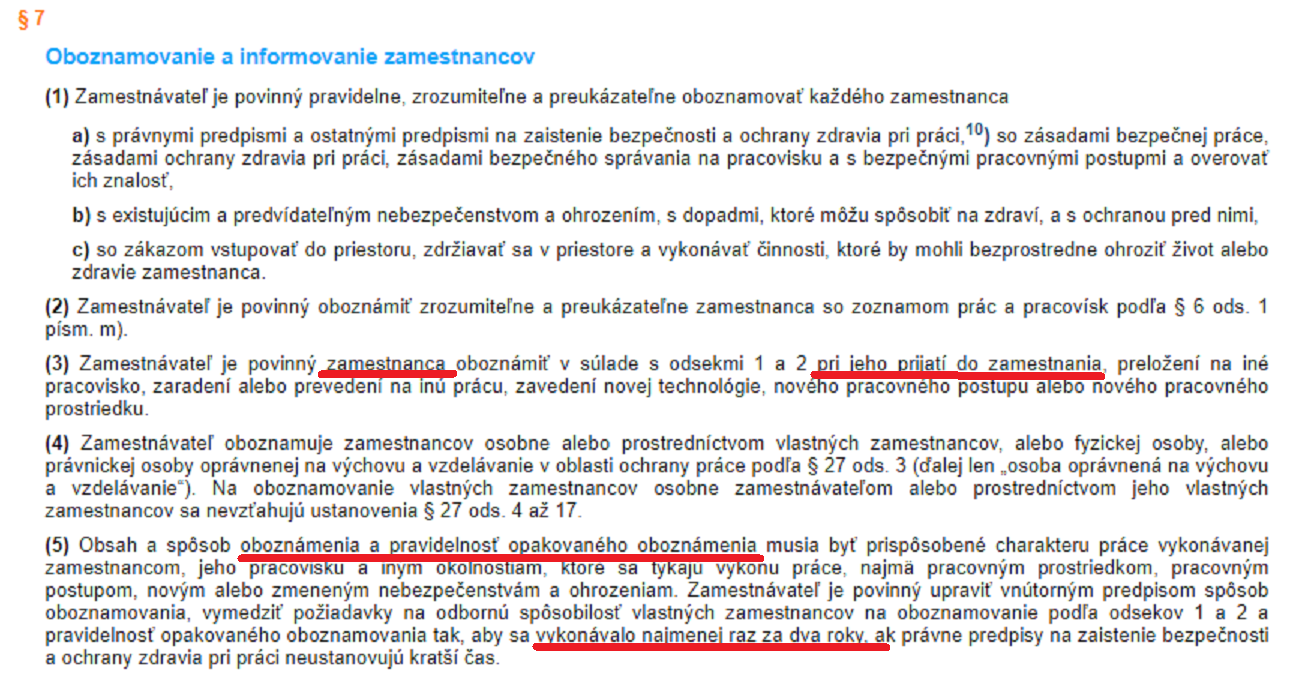 § 7
Oboznamovanie a informovanie zamestnancov
(1) Zamestnávateľ je povinný pravidelne, zrozumiteľne a preukázateľne oboznamovať každého zamestnanca
a) s právnymi predpismi a ostatnými predpismi na zaistenie bezpečnosti a ochrany zdravia pri práci,10) so zásadami bezpečnej práce,
zásadami ochrany zdravia pri práci, zásadami bezpečného správania na pracovisku a s bezpečnými pracovnými postupmi a overovať
ich znalosť,
b) s existujúcim a predvídateľným nebezpečenstvom a ohrozením, s dopadmi, ktoré môžu spôsobiť na zdraví, a s ochranou pred nimi,
c) so zákazom vstupovať do priestoru, zdržiavať sa v priestore a vykonávať činnosti, ktoré by mohli bezprostredne ohroziť život alebo
zdravie zamestnanca.
(2) Zamestnávateľ je povinný oboznámiť zrozumiteľne a preukázateľne zamestnanca so zoznamom prác a pracovísk podľa § 6 ods. 1
písm. m).
(3) Zamestnávateľ je povinný zamestnanca oboznámiť v súlade s odsekmi 1 a 2 pri jeho prijatí do zamestnania, preložení na iné
pracovisko, zaradení alebo prevedení na inú prácu, zavedení novej technológie, nového pracovného postupu alebo nového pracovného
prostriedku.
(4) Zamestnávateľ oboznamuje zamestnancov osobne alebo prostredníctvom vlastných zamestnancov, alebo fyzickej osoby, alebo
právnickej osoby oprávnenej na výchovu a vzdelávanie v oblasti ochrany práce podľa § 27 ods. 3 (ďalej len „osoba oprávnená na výchovu
a vzdelávanie“). Na oboznamovanie vlastných zamestnancov osobne zamestnávateľom alebo prostredníctvom jeho vlastných
zamestnancov sa nevzťahujú ustanovenia § 27 ods. 4 až 17.
(5) Obsah a spôsob oboznámenia a pravidelnosť opakovaného oboznámenia musia byť prispôsobené charakteru práce vykonávanej
zamestnancom, jeho pracovisku a iným okolnostiam, ktoré sa týkajú výkonu práce, najmä pracovným prostriedkom, pracovným
postupom, novým alebo zmeneným nebezpečenstvám a ohrozeniam. Zamestnávateľ je povinný upraviť vnútorným predpisom spôsob
oboznamovania, vymedziť požiadavky na odbornú spôsobilosť vlastných zamestnancov na oboznamovanie podľa odsekov 1 a 2 a
pravidelnosť opakovaného oboznamovania tak, aby sa vykonávalo najmenej raz za dva roky, ak právne predpisy na zaistenie bezpečnosti
a ochrany zdravia pri práci neustanovujú kratší čas.